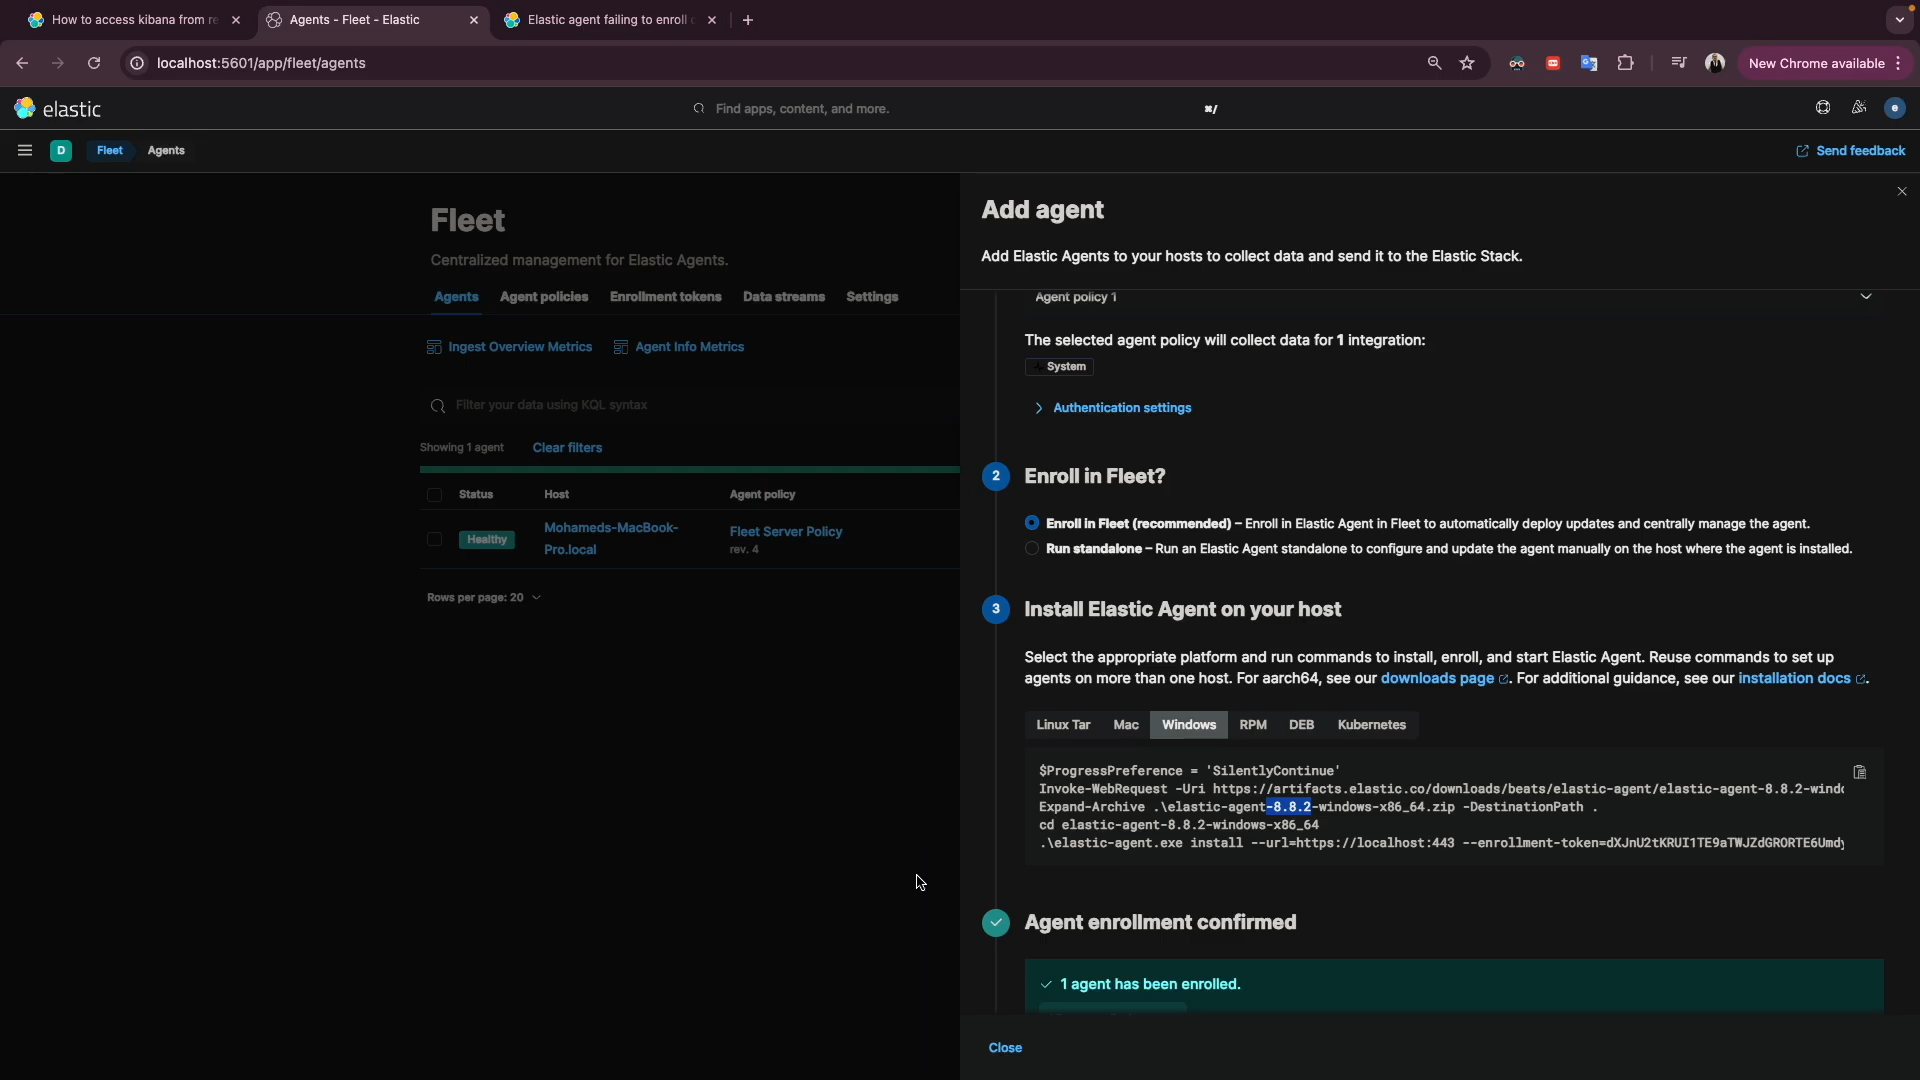 How to access kibana from re
Agents - Fleet - Elastic
Elastic agent failing to enroll
localhost:5601/app/fleet/agents
New Chrome available
elastic
Find apps, content, and more.
⌘/
e
D
Fleet
Agents
Send feedback
Fleet
Centralized management for Elastic Agents.
Agents
Agent policies
Enrollment tokens
Data streams
Settings
Ingest Overview Metrics
Agent Info Metrics
Filter your data using KQL syntax
Showing 1 agent
Clear filters
Status
Host
Agent policy
Healthy
Mohameds-MacBook-
Pro.local
Fleet Server Policy
rev. 4
Rows per page: 20
Add agent
Add Elastic Agents to your hosts to collect data and send it to the Elastic Stack.
Agent policy 1
The selected agent policy will collect data for 1 integration:
System
Authentication settings
2
Enroll in Fleet?
Enroll in Fleet (recommended) – Enroll in Elastic Agent in Fleet to automatically deploy updates and centrally manage the agent.
Run standalone – Run an Elastic Agent standalone to configure and update the agent manually on the host where the agent is installed.
3
Install Elastic Agent on your host
Select the appropriate platform and run commands to install, enroll, and start Elastic Agent. Reuse commands to set up
agents on more than one host. For aarch64, see our downloads page. For additional guidance, see our installation docs.
Linux Tar
Mac
Windows
RPM
DEB
Kubernetes
$ProgressPreference = 'SilentlyContinue'
Invoke-WebRequest -Uri https://artifacts.elastic.co/downloads/beats/elastic-agent/elastic-agent-8.8.2-windo
Expand-Archive .\elastic-agent-8.8.2-windows-x86_64.zip -DestinationPath .
cd elastic-agent-8.8.2-windows-x86_64
.\elastic-agent.exe install --url=https://localhost:443 --enrollment-token=dXJnU2tKRUI1TE9aTWJZdGRORTE6Umdy
Agent enrollment confirmed
1 agent has been enrolled.
Close